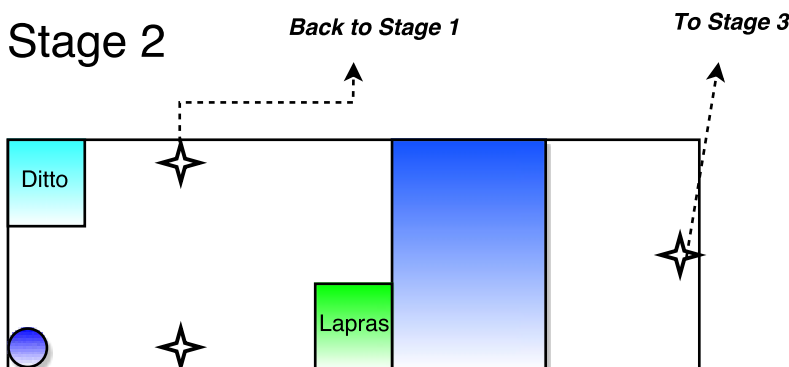 Stage 2
Back to Stage 1
To Stage 3
Ditto
Lapras